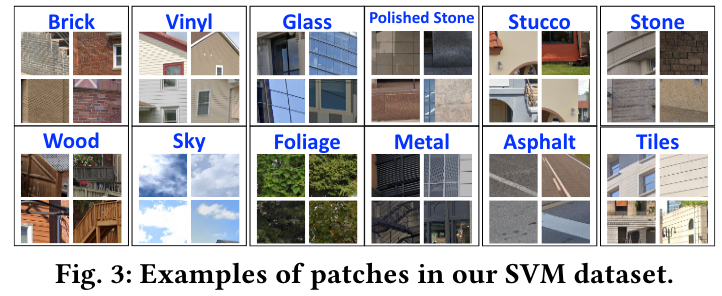 Brick
Vinyl
Glass
Polished Stone
Stucco
Stone
Wood
Sky
Foliage
Metal
Asphalt
Tiles
Fig. 3: Examples of patches in our SVM dataset.